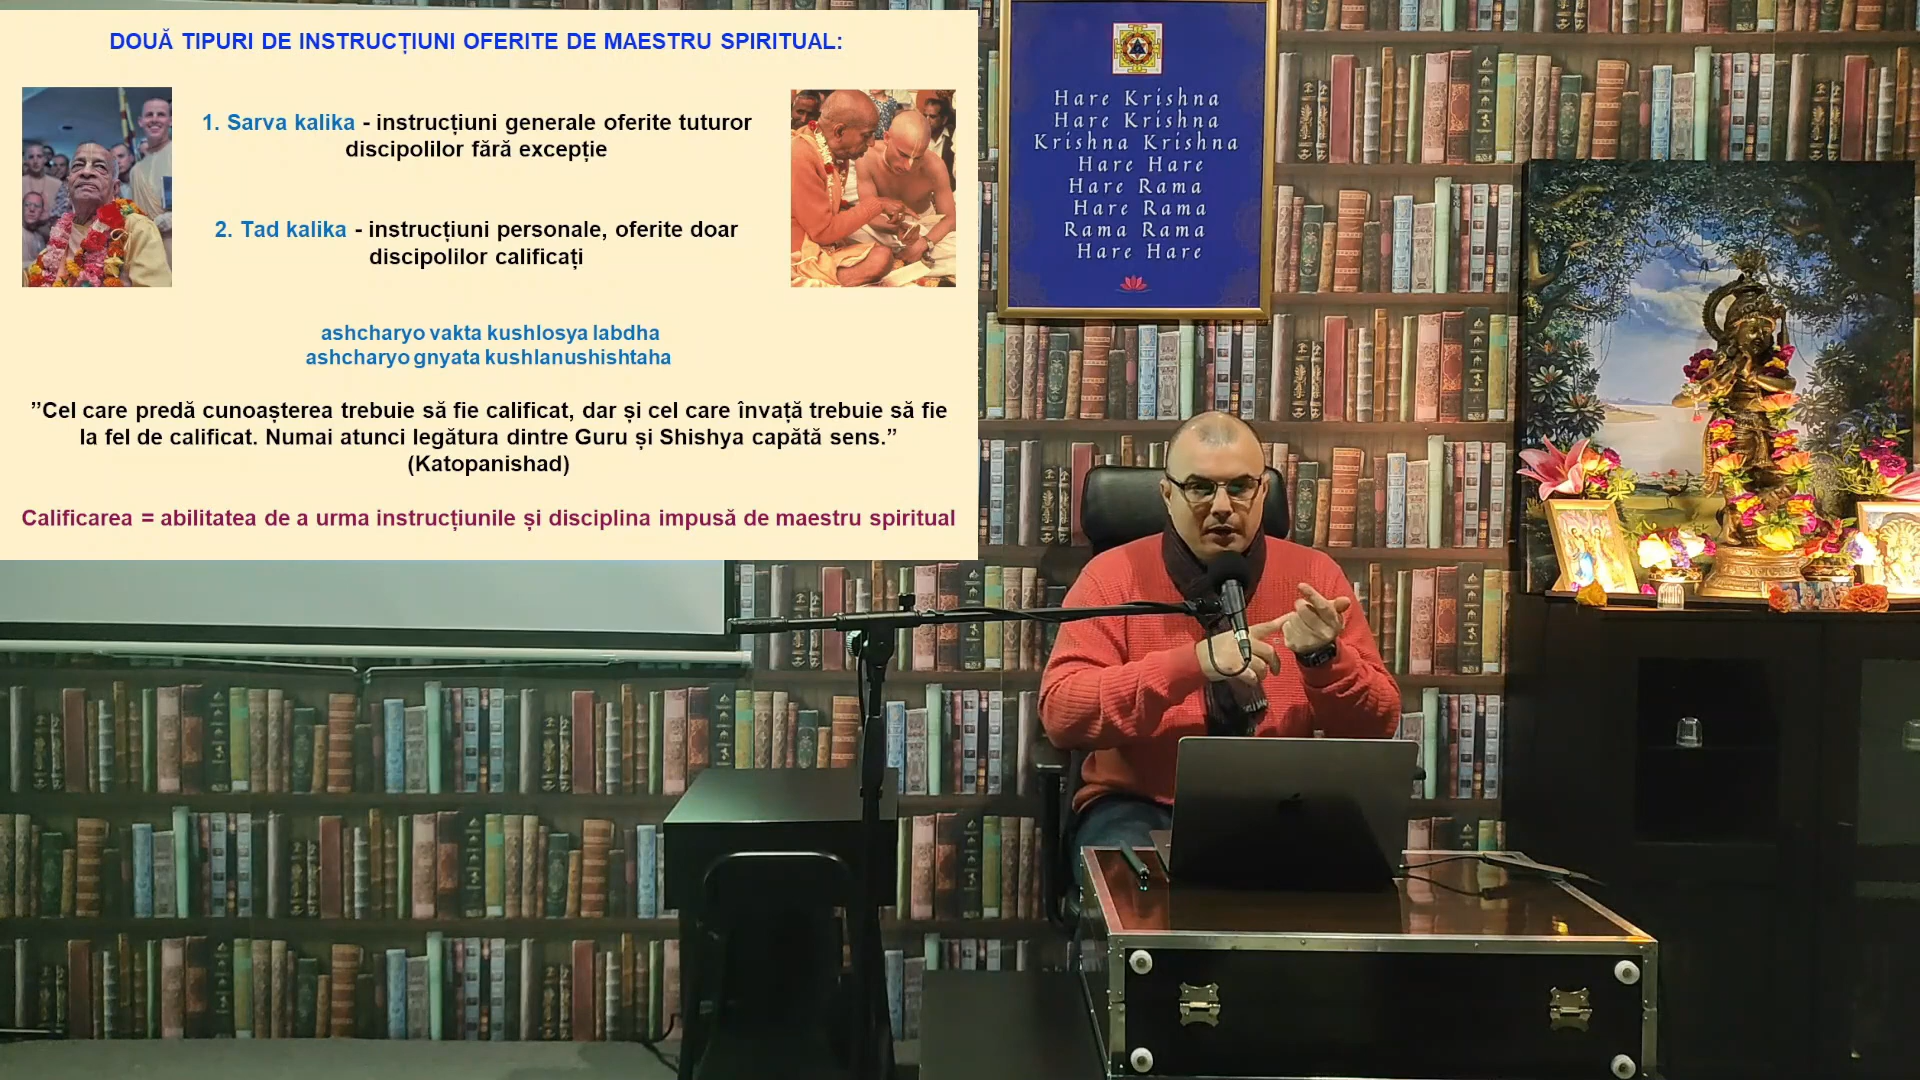 DOUĂ TIPURI DE INSTRUCȚIUNI OFERITE DE MAESTRU SPIRITUAL:
1. Sarva kalika - instrucțiuni generale oferite tuturor
discipolilor fără excepție
2. Tad kalika - instrucțiuni personale, oferite doar
discipolilor calificați
ashcharyo vakta kushlosya labdha
ashcharyo gnyata kushlanushishtaha
”Cel care predă cunoașterea trebuie să fie calificat, dar și cel care învață trebuie să fie
la fel de calificat. Numai atunci legătura dintre Guru și Shishya capătă sens.”
(Katopanishad)
Calificarea = abilitatea de a urma instrucțiunile și disciplina impusă de maestru spiritual
Hare Krishna
Hare Krishna
Krishna Krishna
Hare Hare
Hare Rama
Hare Rama
Rama Rama
Hare Hare